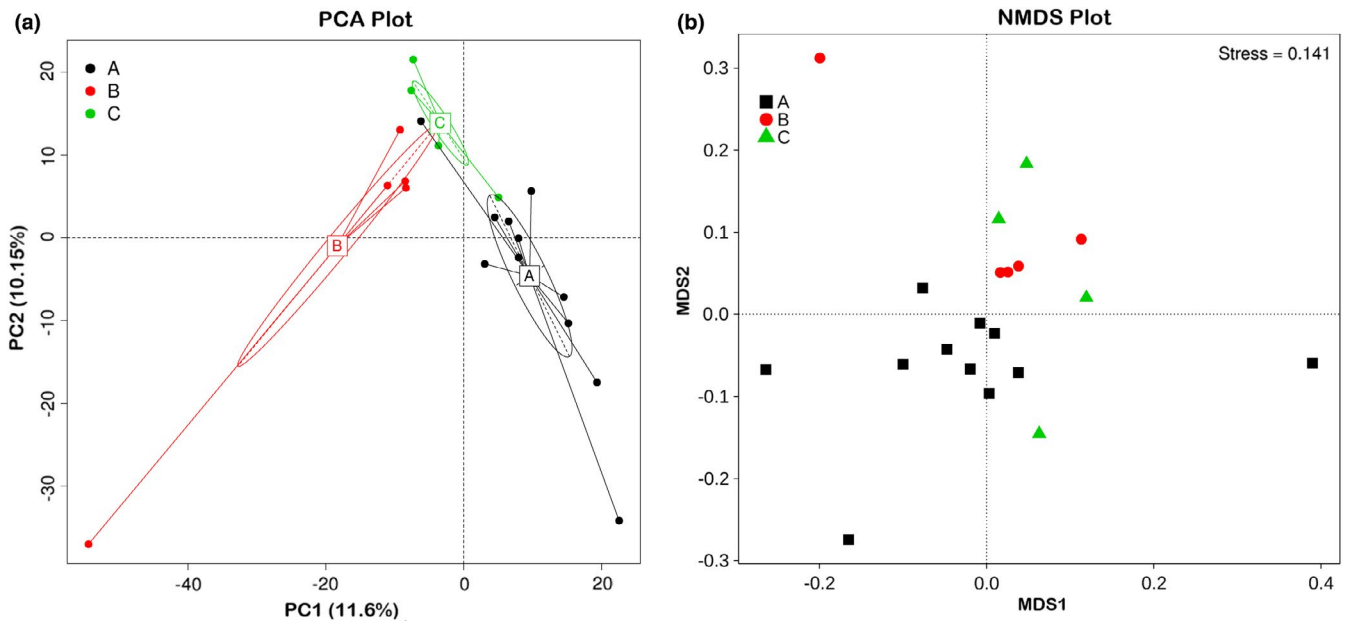 (a)
PCA Plot
A
B
C
C
B
A
20
10
0
-10
-20
-30
PC2 (10.15%)
-40
-20
0
20
PC1 (11.6%)
(b)
NMDS Plot
Stress = 0.141
A
B
C
0.3
0.2
0.1
0.0
-0.1
-0.2
-0.3
MDS2
-0.2
0.0
0.2
0.4
MDS1